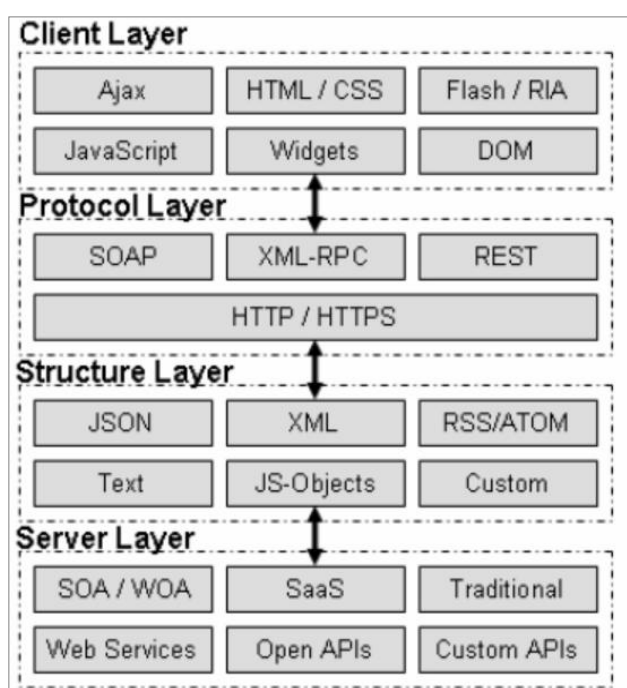 Client Layer
Ajax HTML / CSS Flash / RIA
JavaScript Widgets DOM
Protocol Layer
SOAP XML-RPC REST
HTTP / HTTPS
Structure Layer
JSON XML RSS/ATOM
Text JS-Objects Custom
Server Layer
SOA / WOA SaaS Traditional
Web Services Open APIs Custom APIs